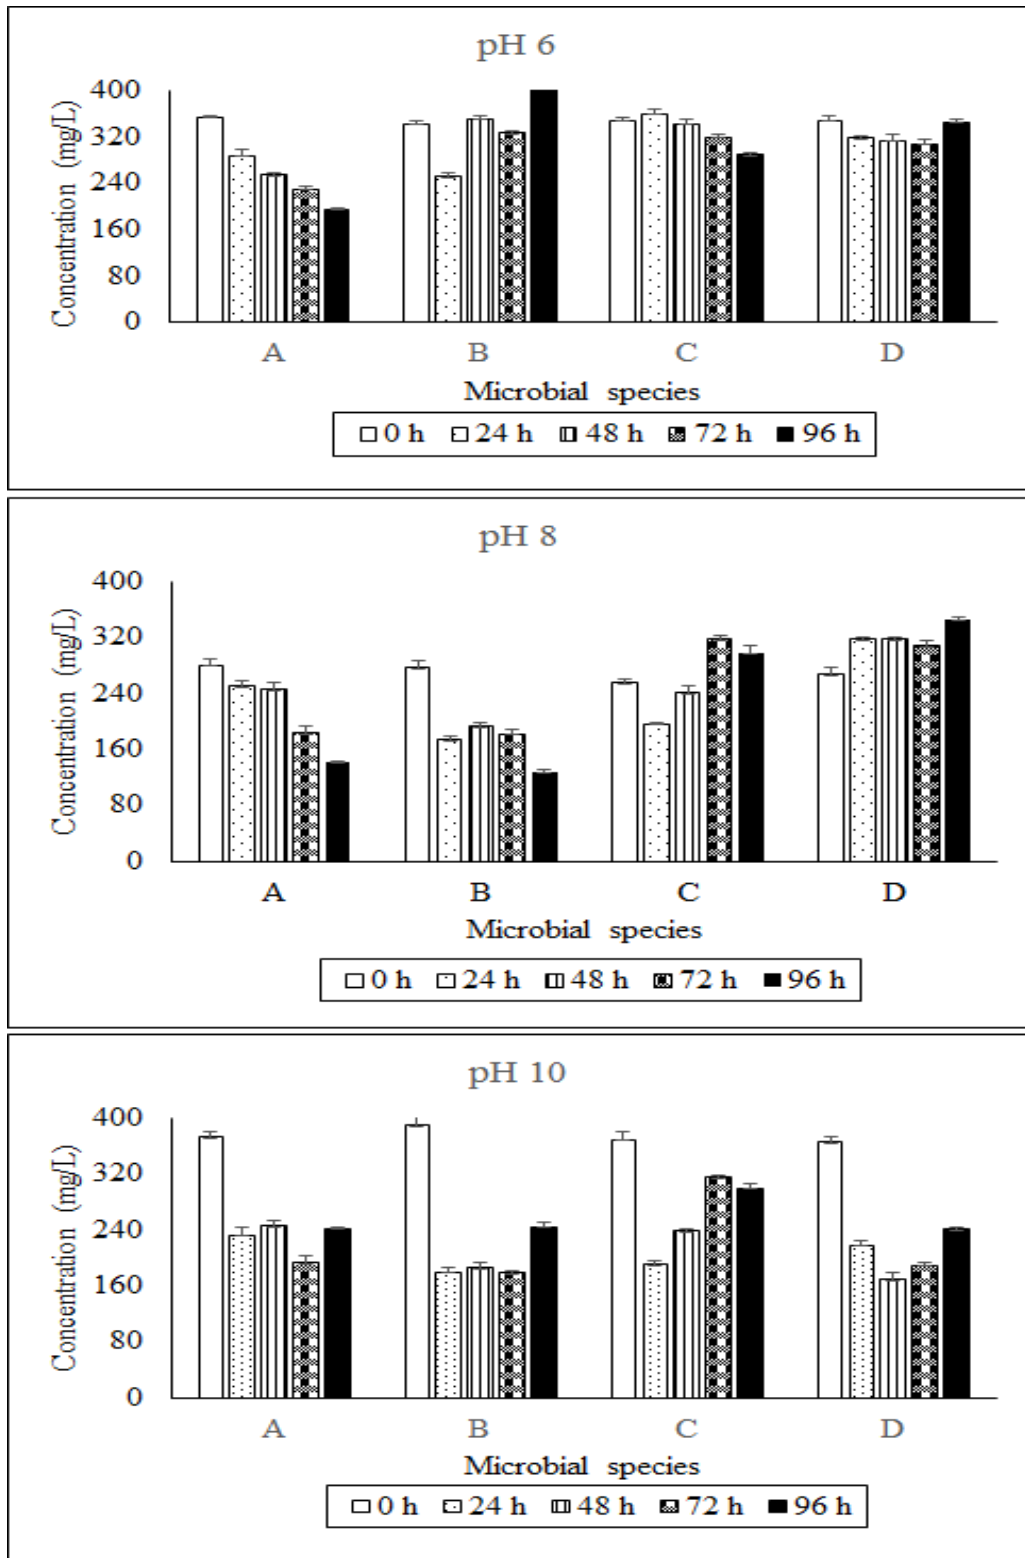 pH 6
Concentration (mg/L)
400
320
240
160
80
0
A B C D
Microbial species
0 h 24 h 48 h 72 h 96 h
pH 8
Concentration (mg/L)
400
320
240
160
80
0
A B C D
Microbial species
0 h 24 h 48 h 72 h 96 h
pH 10
Concentration (mg/L)
400
320
240
160
80
0
A B C D
Microbial species
0 h 24 h 48 h 72 h 96 h